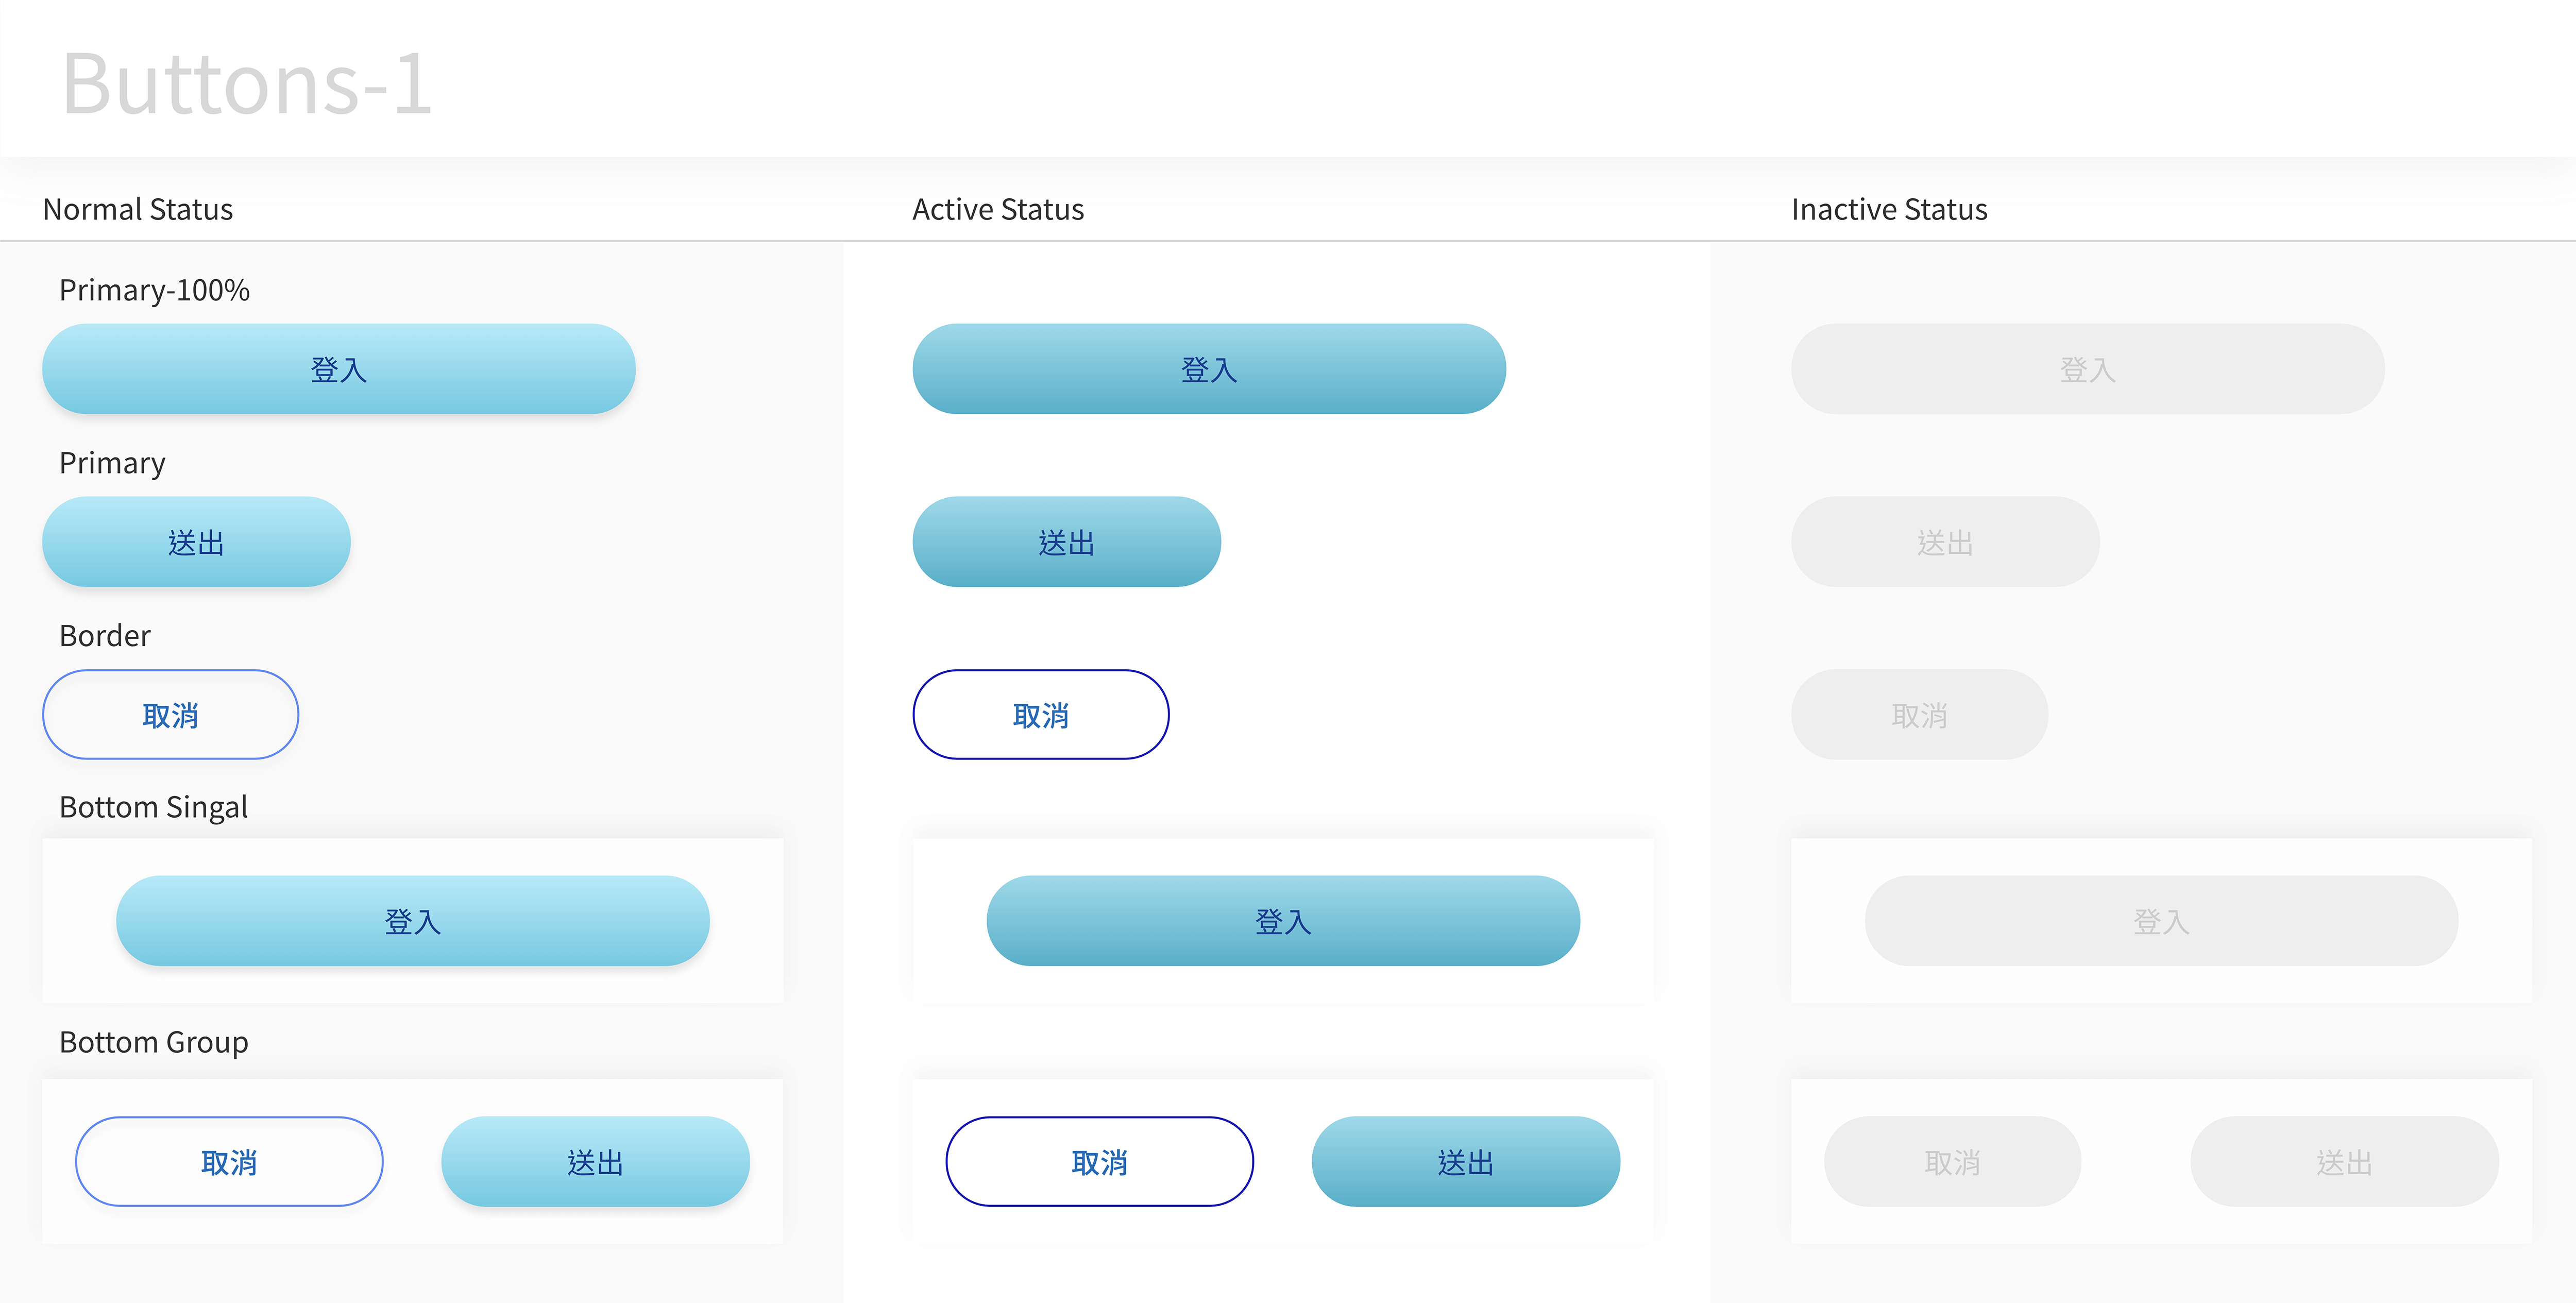 Buttons-1
Normal Status
Active Status
Inactive Status
Primary-100%
登入
登入
登入
Primary
送出
送出
送出
Border
取消
取消
取消
Bottom Singal
登入
登入
登入
Bottom Group
取消
送出
取消
送出
取消
送出